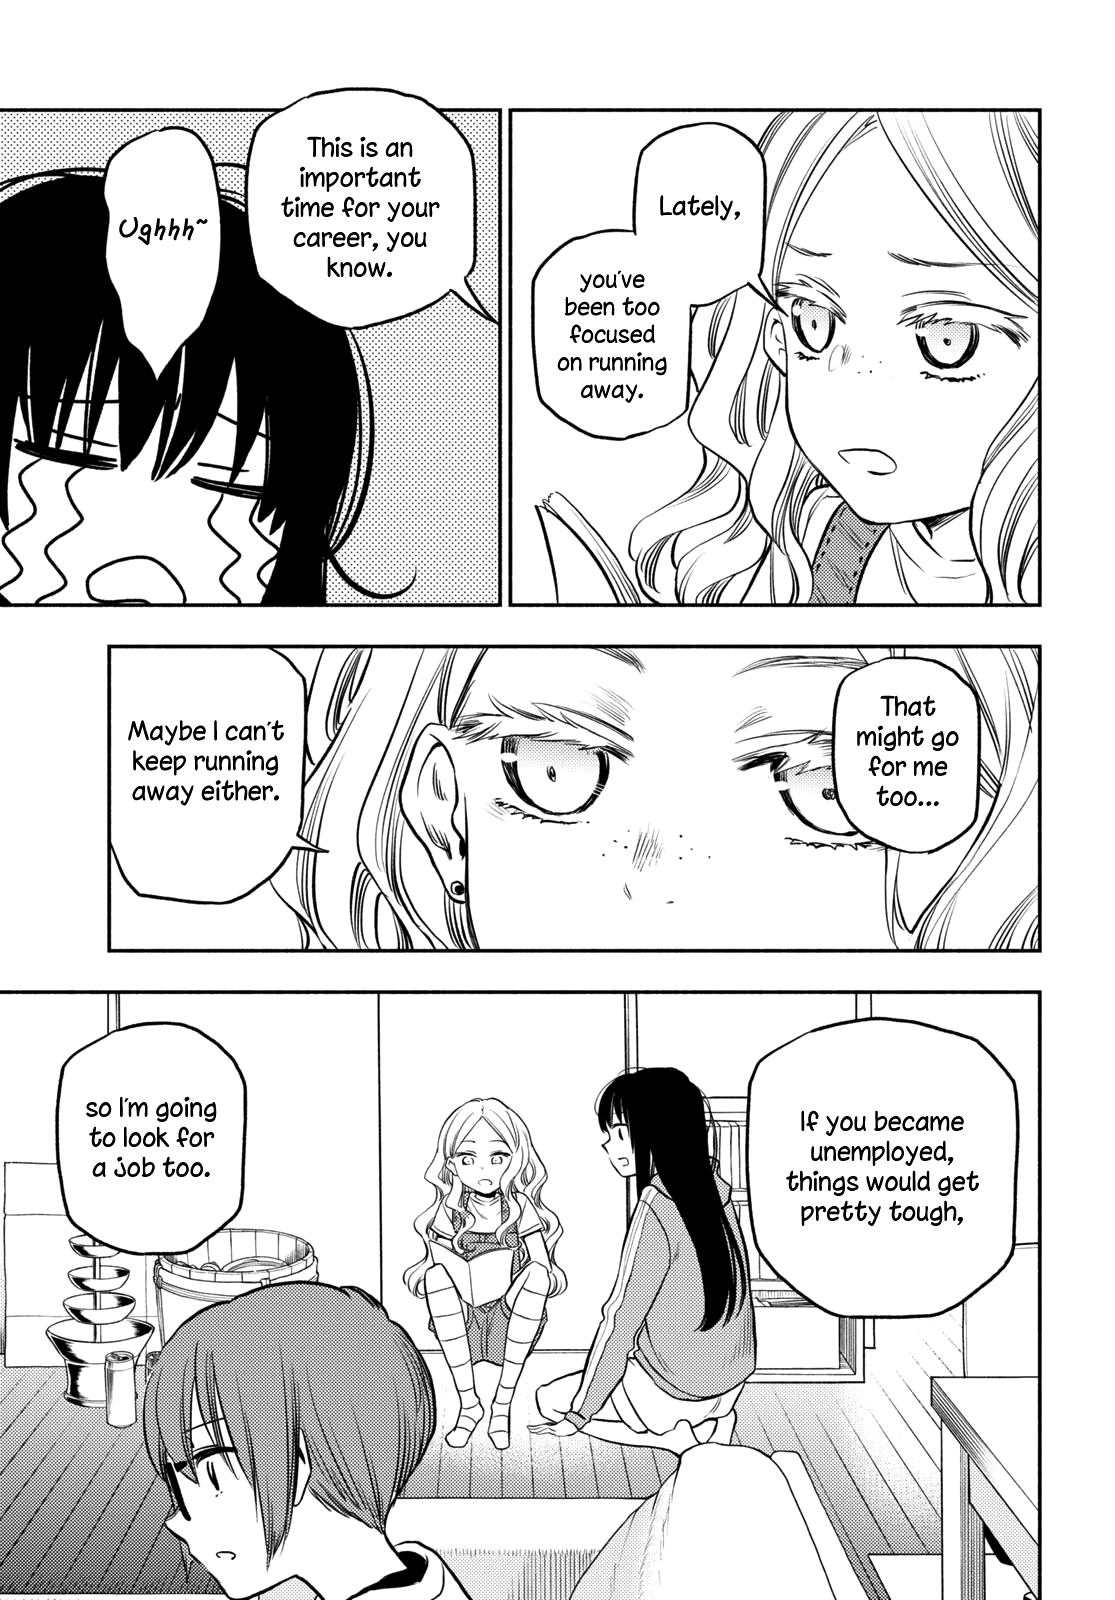 Lately,
you've
been too
focused
on running
away.
This is an
important
time for your
career, you
know.
Ughhh~
That
might go
for me
too...
Maybe I can't
keep running
away either.
If you became
unemployed,
things would get
pretty tough,
so I'm going
to look for
a job too.